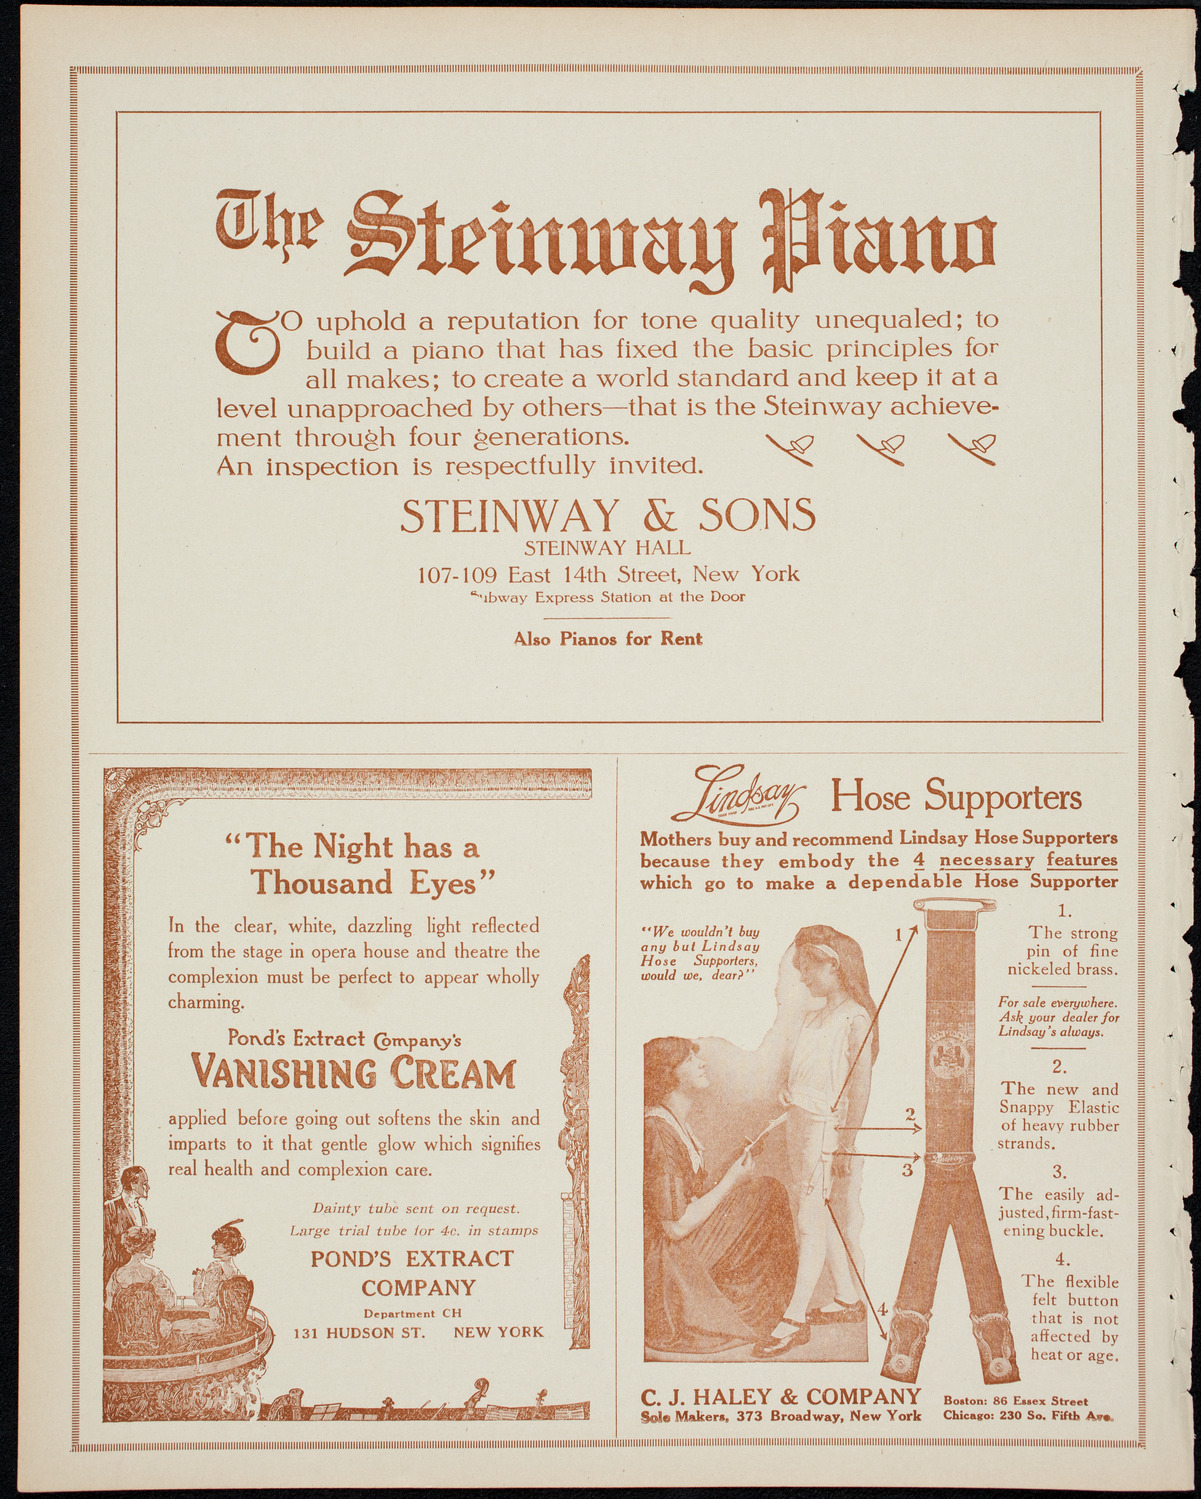 The Steinway Piano
TO uphold a reputation for tone quality unequaled; to
build a piano that has fixed the basic principles for
all makes; to create a world standard and keep it at a
level unapproached by others—that is the Steinway achieve-
ment through four generations.
An inspection is respectfully invited.
STEINWAY & SONS
STEINWAY HALL
107-109 East 14th Street, New York
Subway Express Station at the Door
Also Pianos for Rent
"The Night has a
Thousand Eyes"
In the clear, white, dazzling light reflected
from the stage in opera house and theatre the
complexion must be perfect to appear wholly
charming.
Pond's Extract Company's
VANISHING CREAM
applied before going out softens the skin and
imparts to it that gentle glow which signifies
real health and complexion care.
Dainty tube sent on request.
Large trial tube for 4c. in stamps
POND'S EXTRACT
COMPANY
Department CH
131 HUDSON ST. NEW YORK
Lindsay Hose Supporters
Mothers buy and recommend Lindsay Hose Supporters
because they embody the 4 necessary features
which go to make a dependable Hose Supporter
"We wouldn't buy
any but Lindsay
Hose Supporters,
would we, dear?"
1
2
3
4
1.
The strong
pin of fine
nickeled brass.
For sale everywhere.
Ask your dealer for
Lindsay's always.
2.
The new and
Snappy Elastic
of heavy rubber
strands.
3.
The easily ad-
justed, firm-fast-
ening buckle.
4.
The flexible
felt button
that is not
affected by
heat or age.
C. J. HALEY & COMPANY
Sole Makers, 373 Broadway, New York
Boston: 86 Essex Street
Chicago: 230 So. Fifth Ave.